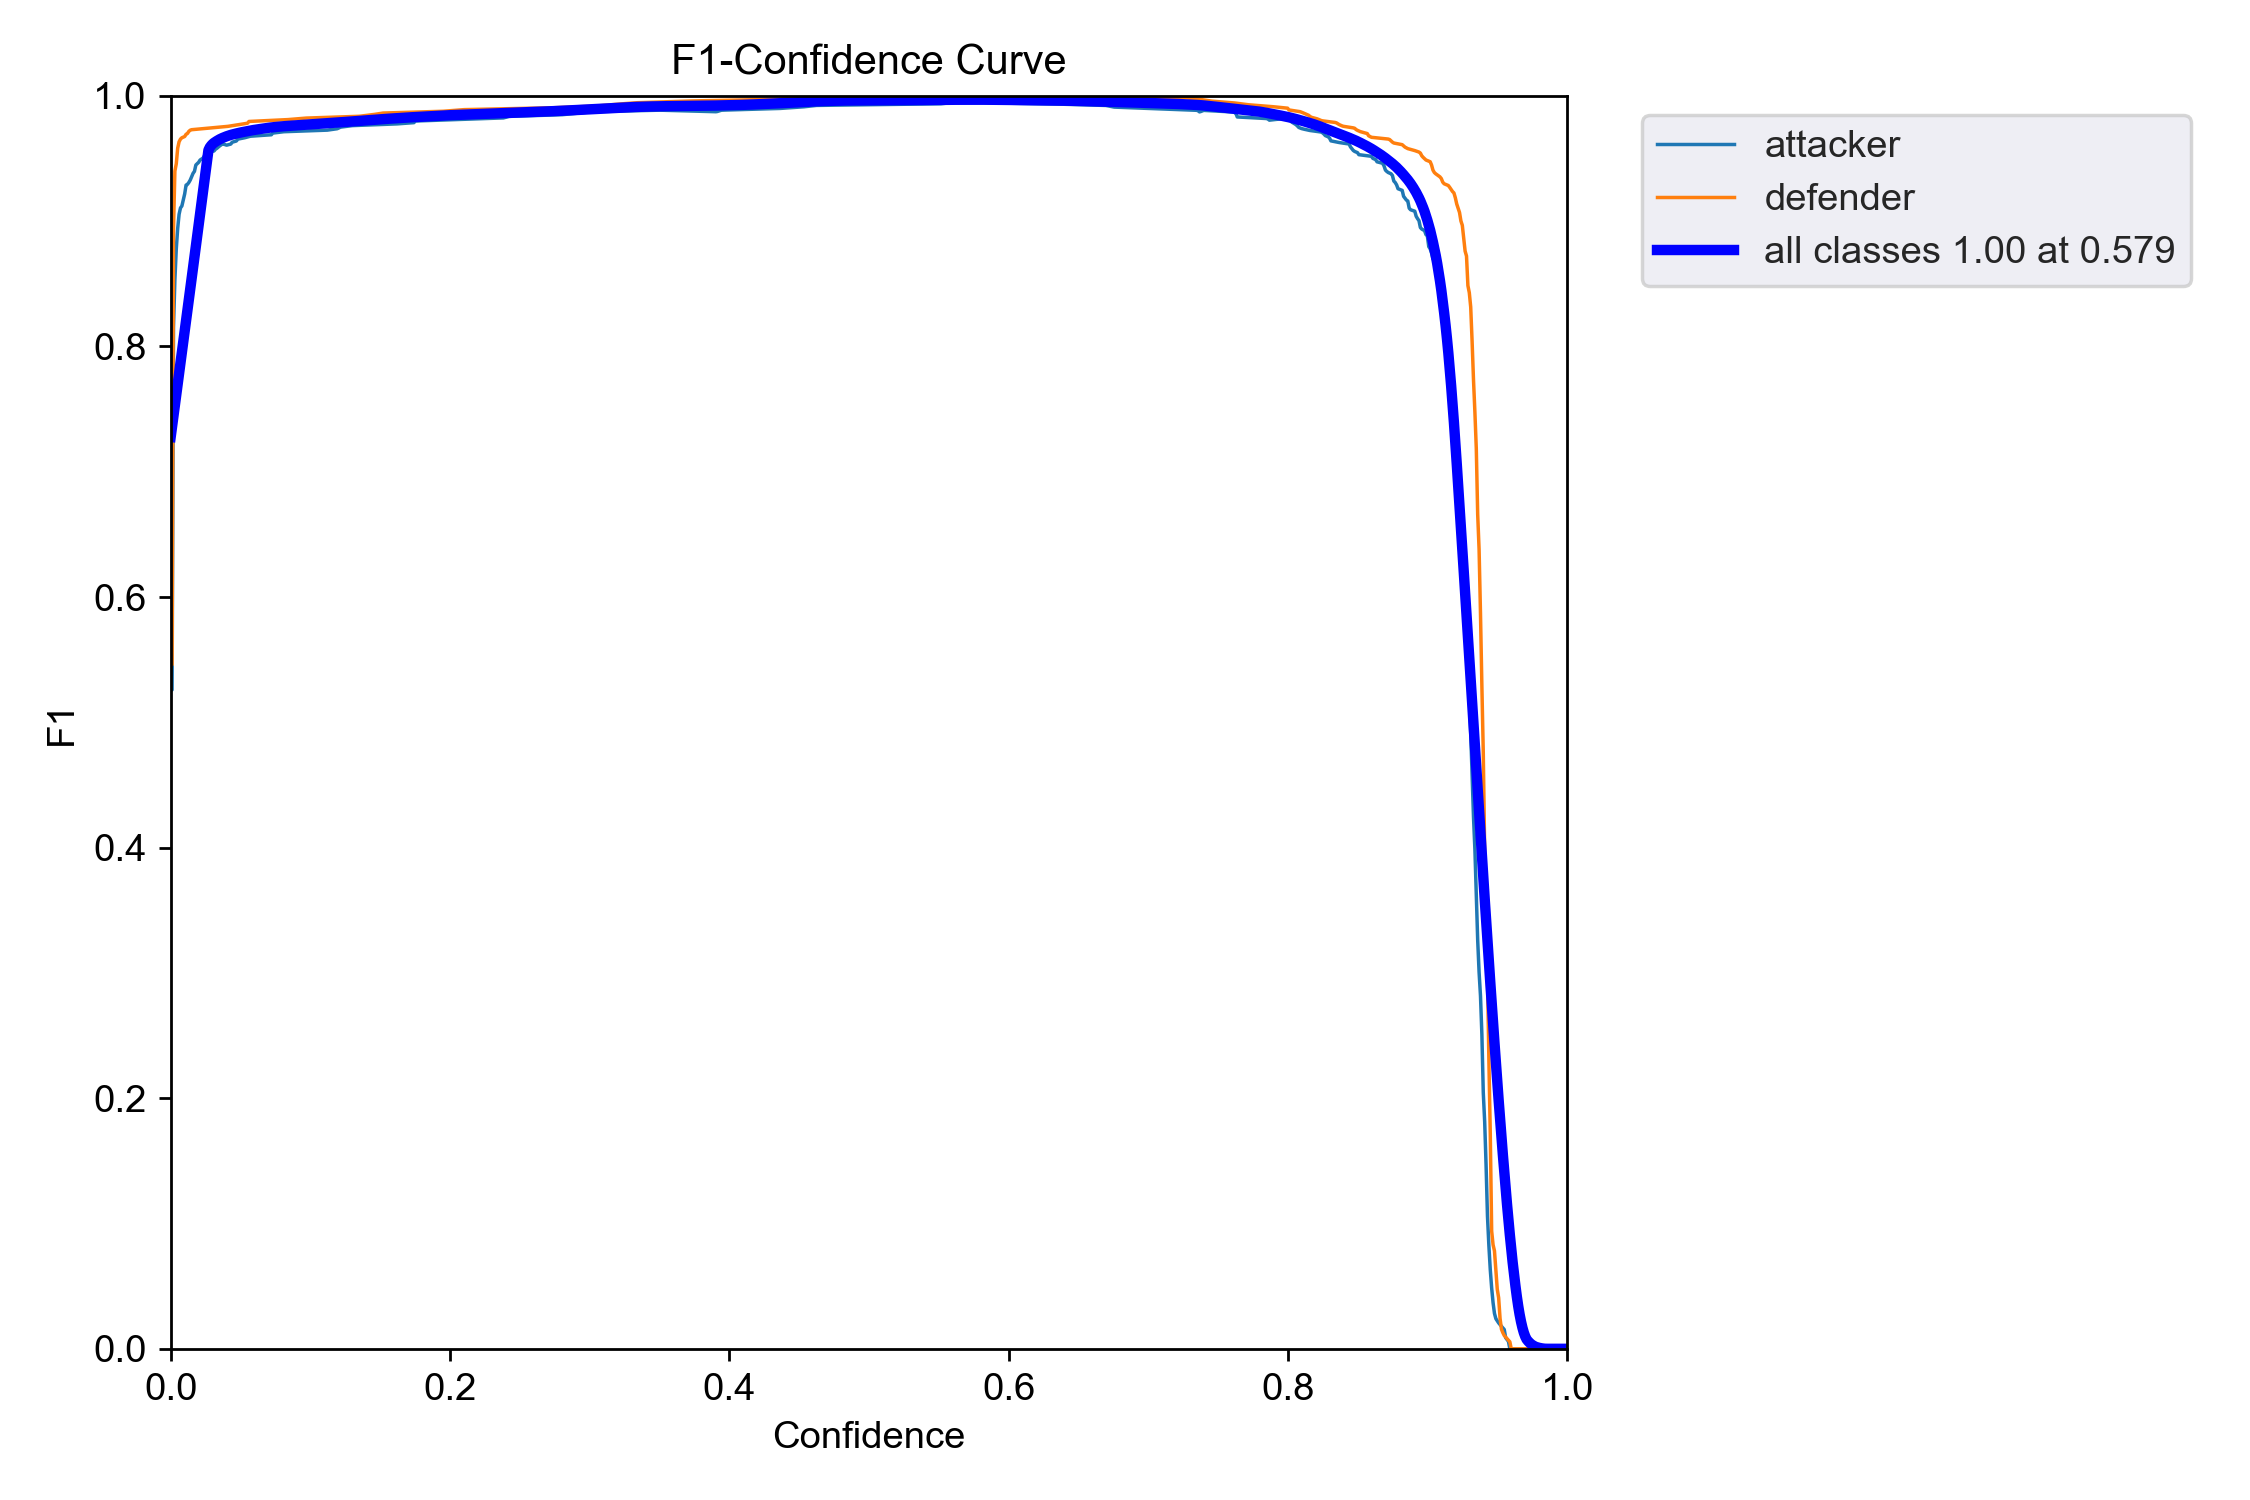 F1-Confidence Curve
1.0
0.8
0.6
0.4
0.2
0.0
F1
0.0 0.2 0.4 0.6 0.8 1.0
Confidence
attacker
defender
all classes 1.00 at 0.579